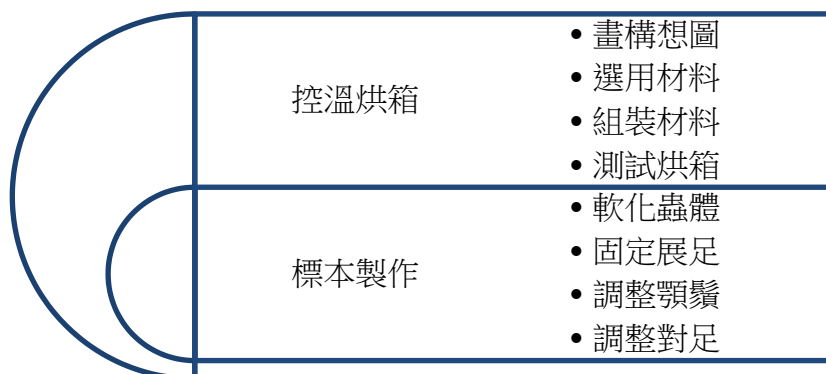 控溫烘箱
• 畫構想圖
• 選用材料
• 組裝材料
• 測試烘箱
標本製作
• 軟化蟲體
• 固定展足
• 調整顎鬚
• 調整對足